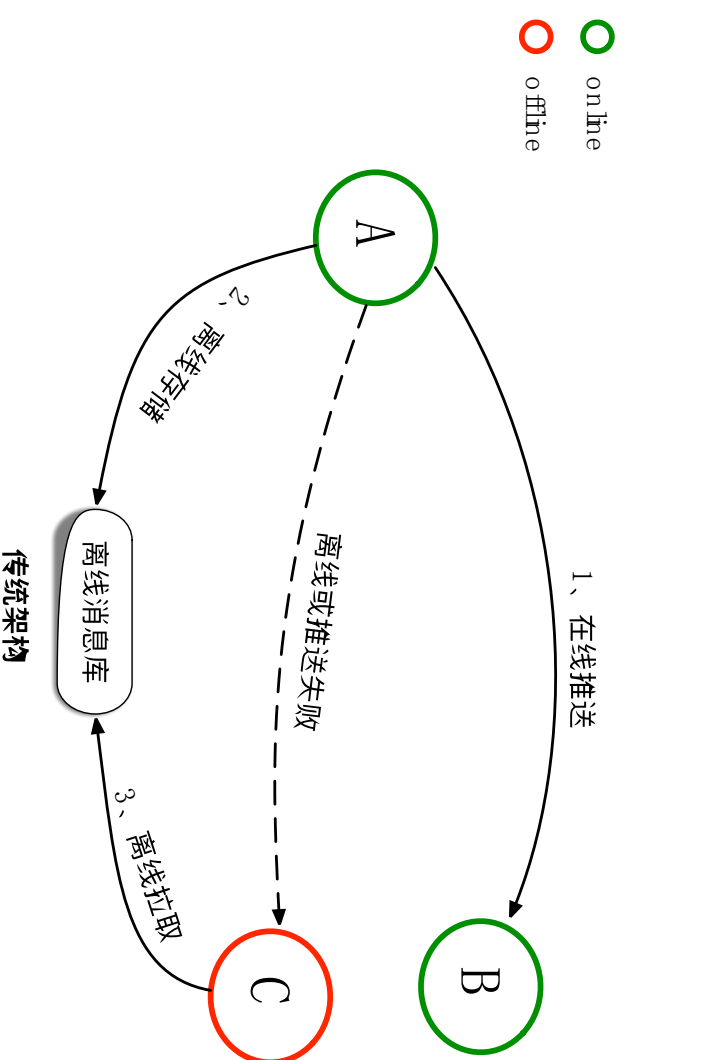 online
offline
A
B
C
1、在线推送
离线或推送失败
2、离线存储
离线消息库
3、离线拉取
传统架构